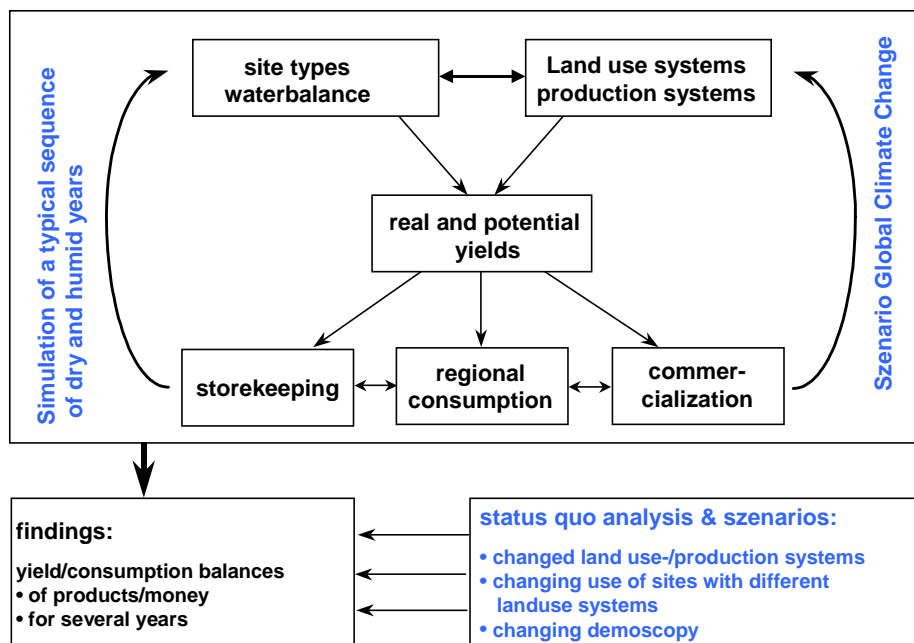 Simulation of a typical sequence
of dry and humid years
site types
waterbalance
Land use systems
production systems
real and potential
yields
storekeeping
regional
consumption
commer-
cialization
Szenario Global Climate Change
findings:
yield/consumption balances
• of products/money
• for several years
status quo analysis & szenarios:
• changed land use-/production systems
• changing use of sites with different
landuse systems
• changing demoscopy